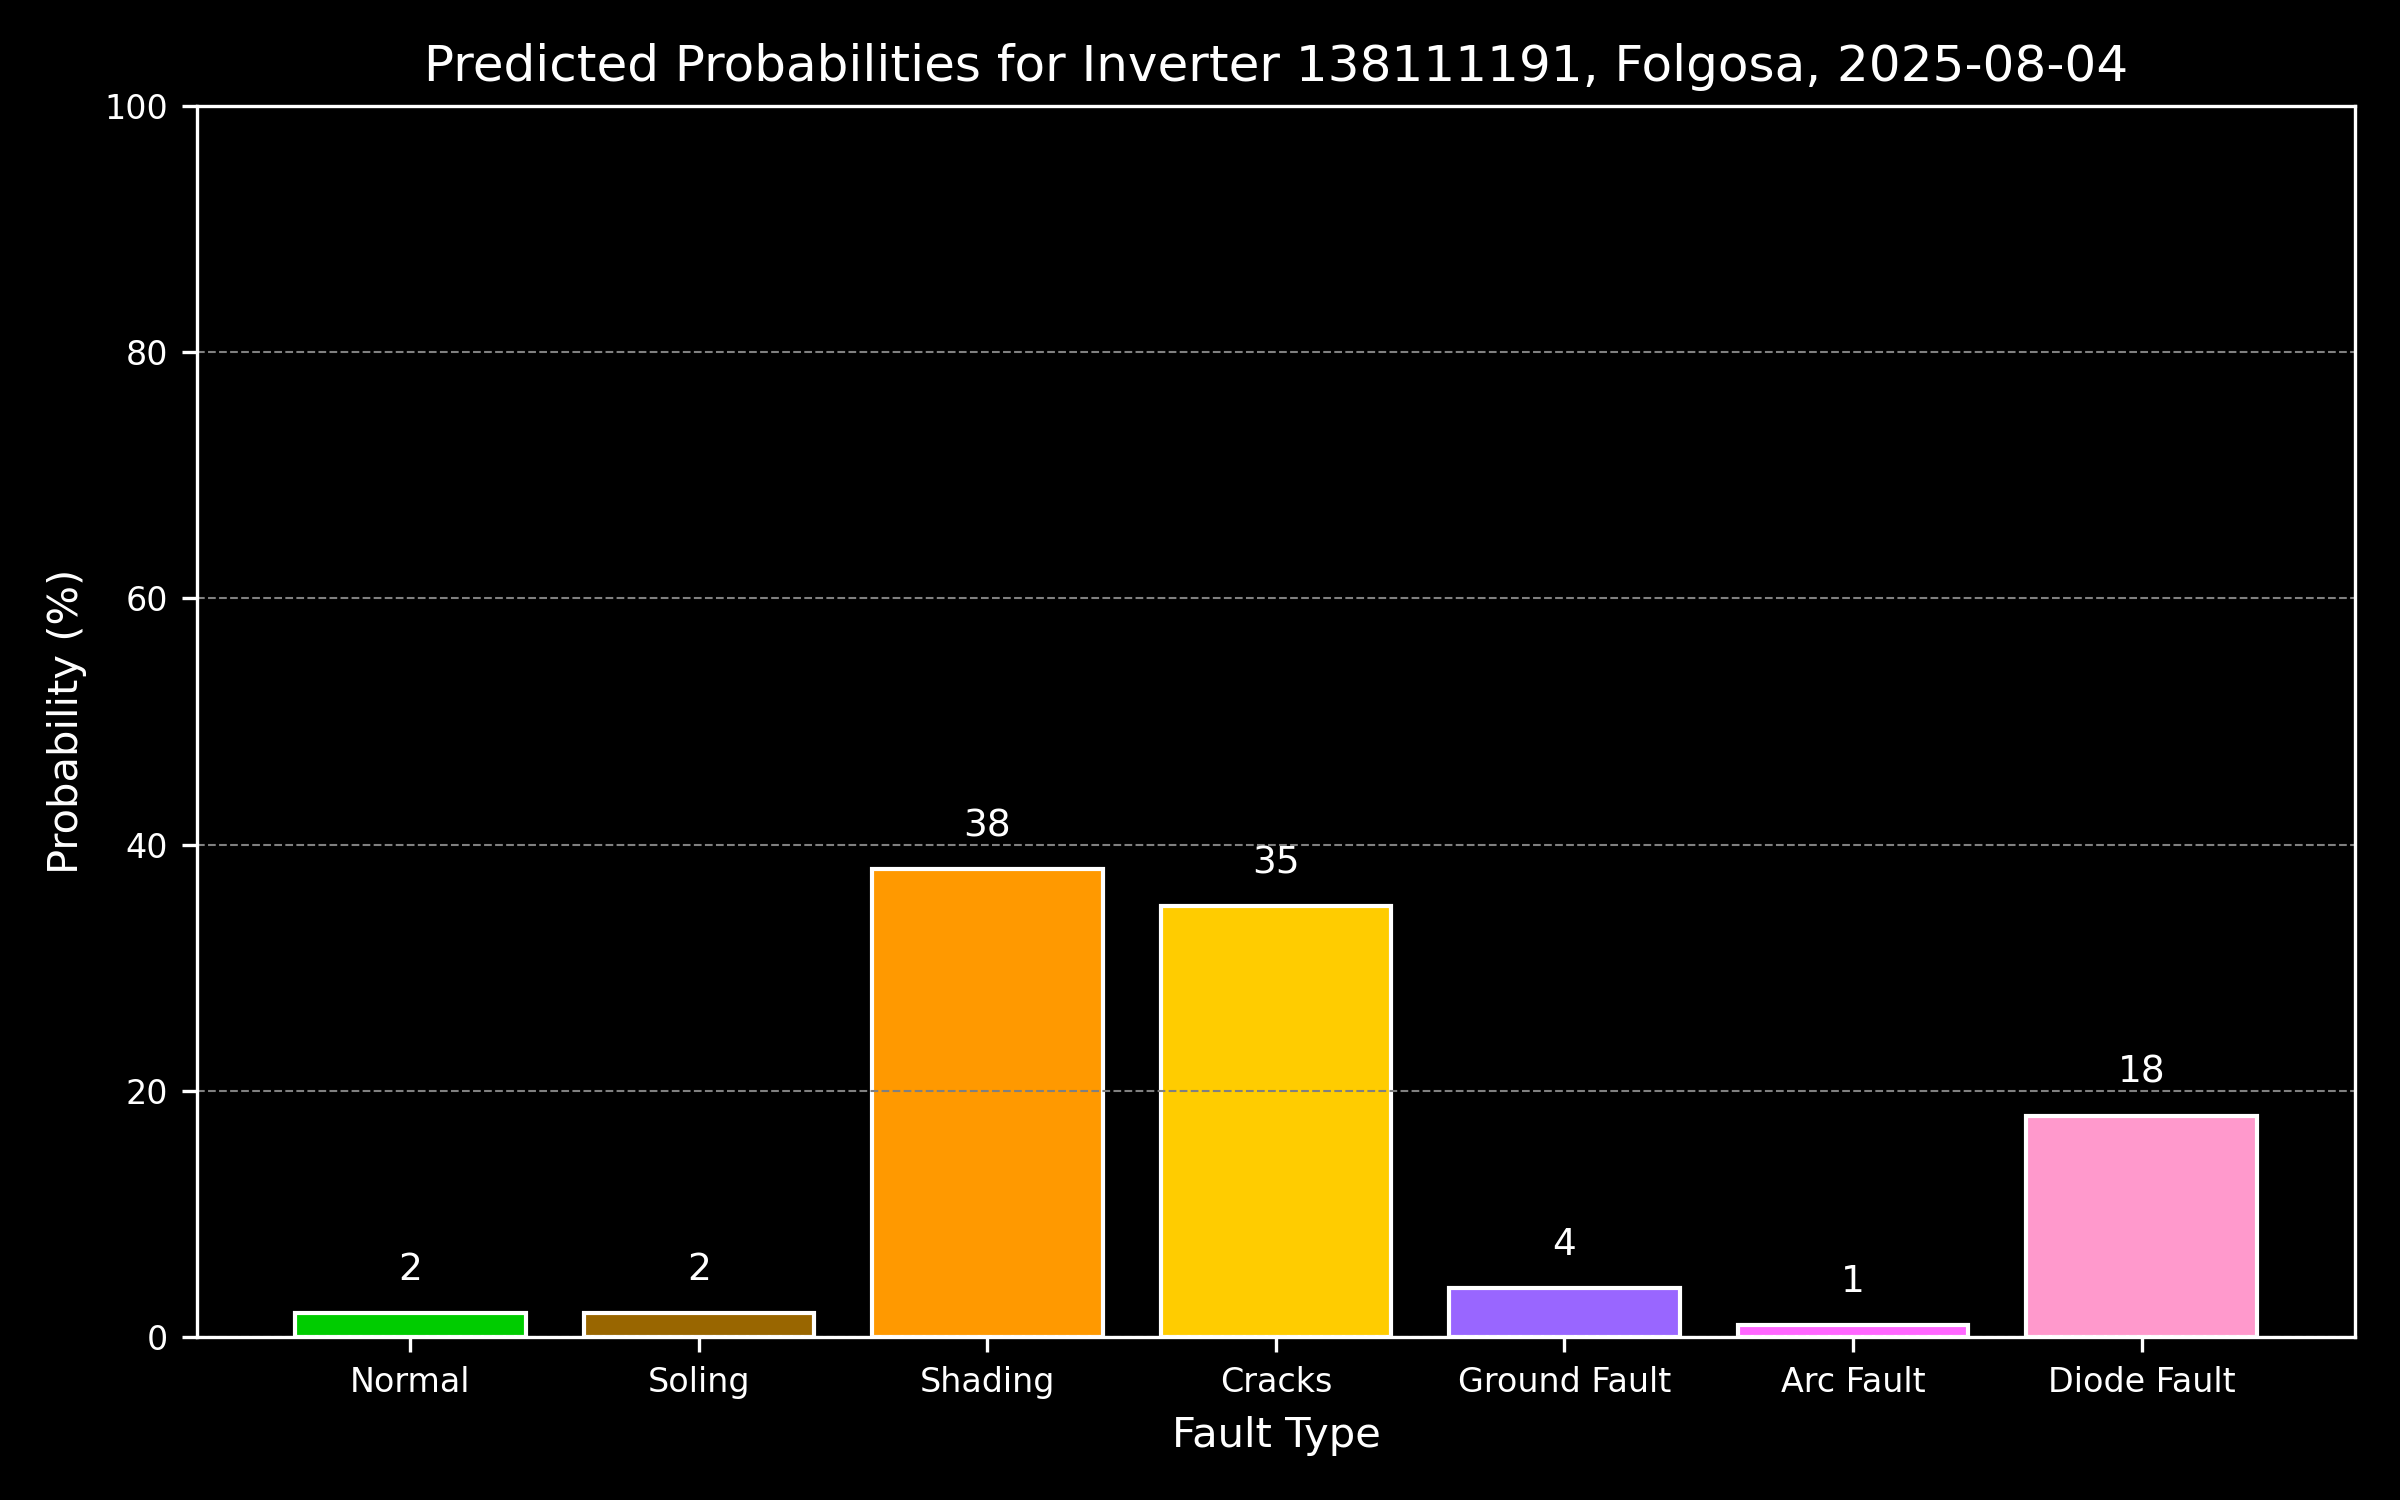 Predicted Probabilities for Inverter 138111191, Folgosa, 2025-08-04
100
80
60
40
20
0
Probability (%)
2
2
38
35
4
1
18
Normal
Soling
Shading
Cracks
Ground Fault
Arc Fault
Diode Fault
Fault Type